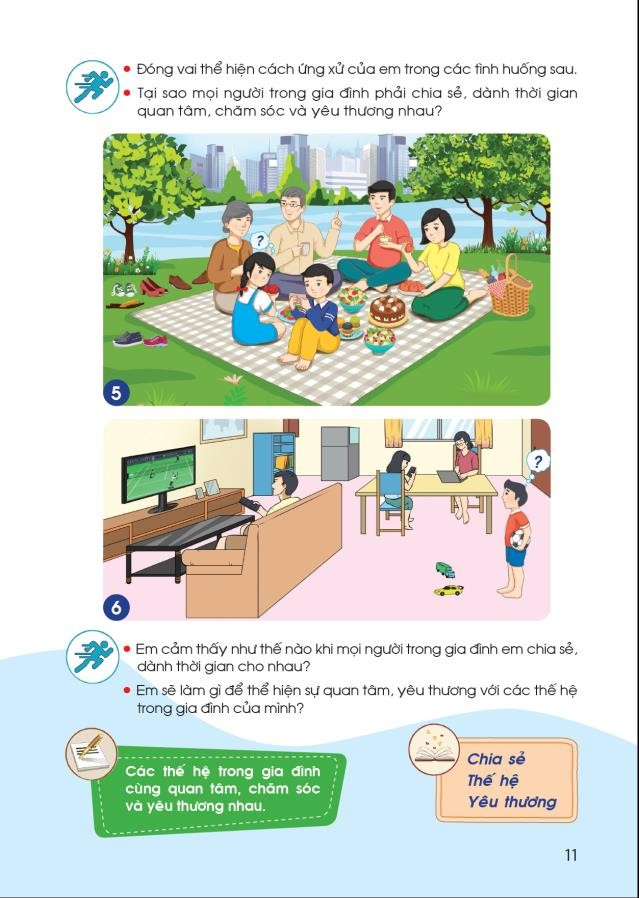 • Đóng vai thể hiện cách ứng xử của em trong các tình huống sau.
• Tại sao mọi người trong gia đình phải chia sẻ, dành thời gian
quan tâm, chăm sóc và yêu thương nhau?
?
5
?
6
• Em cảm thấy như thế nào khi mọi người trong gia đình em chia sẻ,
dành thời gian cho nhau?
• Em sẽ làm gì để thể hiện sự quan tâm, yêu thương với các thế hệ
trong gia đình của mình?
Các thế hệ trong gia đình
cùng quan tâm, chăm sóc
và yêu thương nhau.
Chia sẻ
Thế hệ
Yêu thương
11